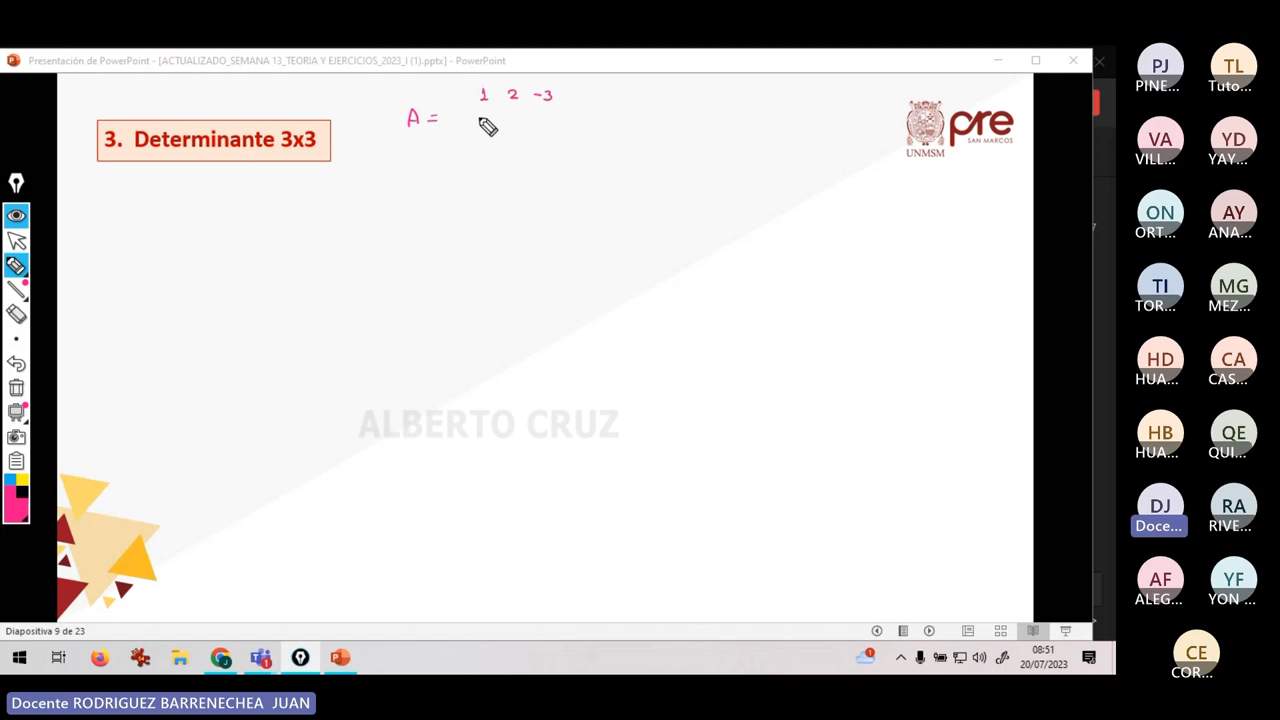 Presentación de PowerPoint - [ACTUALIZADO_SEMANA 13_TEORIA Y EJERCICIOS_2023_I (1).pptx] - PowerPoint
1 2 -3
A =
3. Determinante 3x3
UNMSM
pre
SAN MARCOS
ALBERTO CRUZ
Diapositiva 9 de 23
08:51
20/07/2023
Docente RODRIGUEZ BARRENECHEA JUAN
PJ TL
PINE... Tuto...
VA YD
VILL... YAY...
ON AY
ORT... ANA...
TI MG
TOR... MEZ...
HD CA
HUA... CAS...
HB QE
HUA... QUI...
DJ RA
Doce... RIVE...
AF YF
ALEG... YON ...
CE
COR...